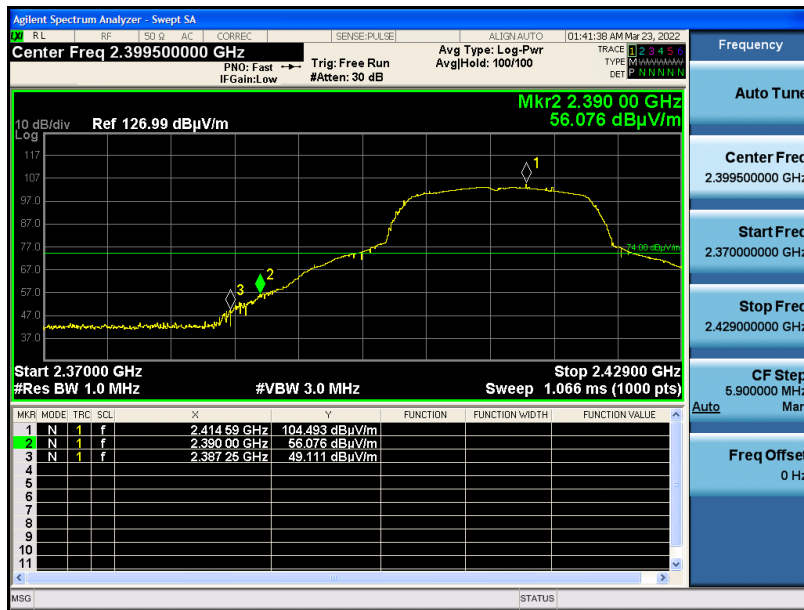 Agilent Spectrum Analyzer - Swept SA
LXI RL RF 50 Ω AC CORREC SENSE:PULSE ALIGN AUTO 01:41:38 AM Mar 23, 2022
Center Freq 2.399500000 GHz
PNO: Fast
IFGain:Low
Trig: Free Run
#Atten: 30 dB
Avg Type: Log-Pwr
Avg|Hold: 100/100
TRACE 1 2 3 4 5 6
TYPE M WWWWW
DET P N N N N N
Mkr2 2.390 00 GHz
56.076 dBµV/m
10 dB/div Ref 126.99 dBµV/m
Log
117
107
97.0
87.0
77.0
67.0
57.0
47.0
37.0
1
2
3
74.00 dBµV/m
Start 2.37000 GHz Stop 2.42900 GHz
#Res BW 1.0 MHz #VBW 3.0 MHz Sweep 1.066 ms (1000 pts)
MKR MODE TRC SCL X Y FUNCTION FUNCTION WIDTH FUNCTION VALUE
1 N 1 f 2.414 59 GHz 104.493 dBµV/m
2 N 1 f 2.390 00 GHz 56.076 dBµV/m
3 N 1 f 2.387 25 GHz 49.111 dBµV/m
4
5
6
7
8
9
10
11
MSG STATUS
Frequency
Auto Tune
Center Freq
2.399500000 GHz
Start Freq
2.370000000 GHz
Stop Freq
2.429000000 GHz
CF Step
5.900000 MHz
Auto Man
Freq Offset
0 Hz